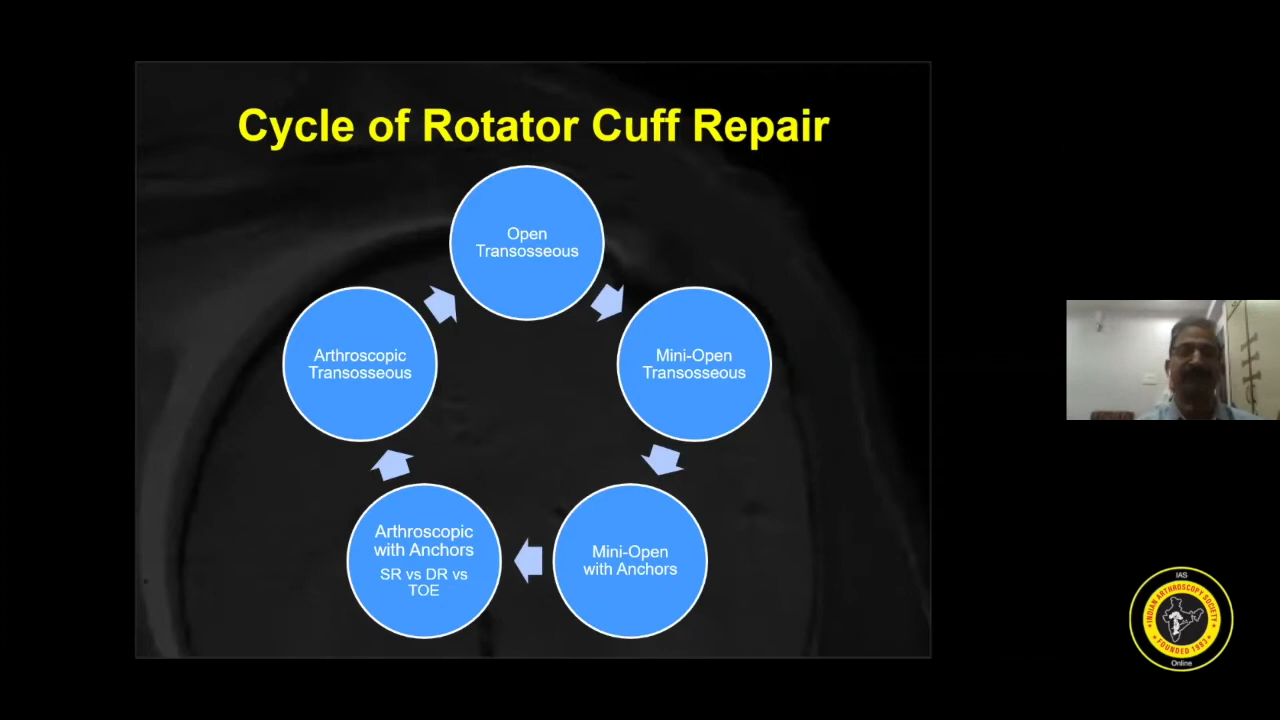 Cycle of Rotator Cuff Repair
Open
Transosseous
Mini-Open
Transosseous
Mini-Open
with Anchors
Arthroscopic
with Anchors
SR vs DR vs
TOE
Arthroscopic
Transosseous
IAS
INDIAN ARTHROSCOPY SOCIETY
FOUNDED 1983
Online